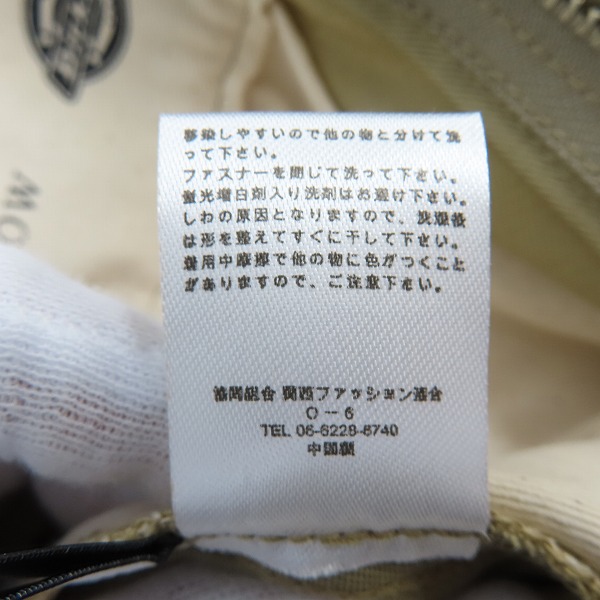 移染しやすいので他の物と分けて洗
って下さい。
ファスナーを閉じて洗って下さい。
蛍光増白剤入り洗剤はお避け下さい。
しわの原因となりますので、洗濯後
は形を整えてすぐに干して下さい。
着用中摩擦で他の物に色がつくこと
がありますので、ご注意下さい。
協同組合 関西ファッション連合
O-6
TEL 06-6228-6740
中国製
OW